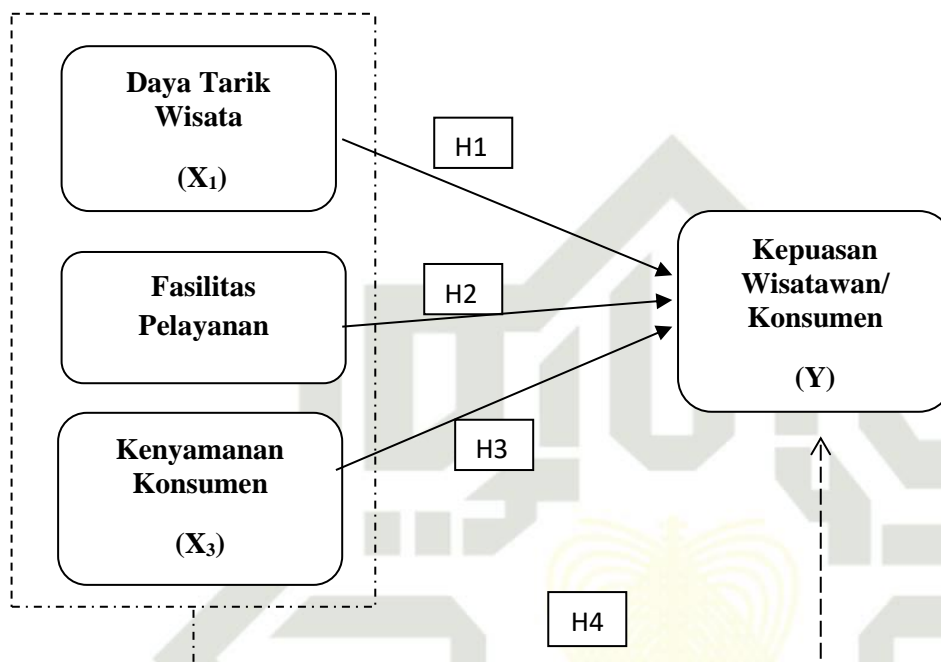 Daya Tarik
Wisata
(X₁)
H1
Fasilitas
Pelayanan
H2
Kenyamanan
Konsumen
(X₃)
H3
Kepuasan
Wisatawan/
Konsumen
(Y)
H4